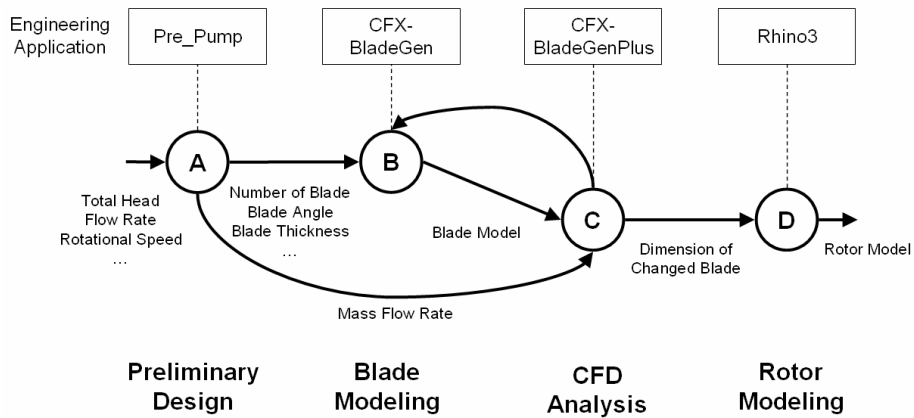 Engineering
Application
Pre_Pump
CFX-
BladeGen
CFX-
BladeGenPlus
Rhino3
A
B
C
D
Total Head
Flow Rate
Rotational Speed
...
Number of Blade
Blade Angle
Blade Thickness
...
Blade Model
Dimension of
Changed Blade
Rotor Model
Mass Flow Rate
Preliminary
Design
Blade
Modeling
CFD
Analysis
Rotor
Modeling